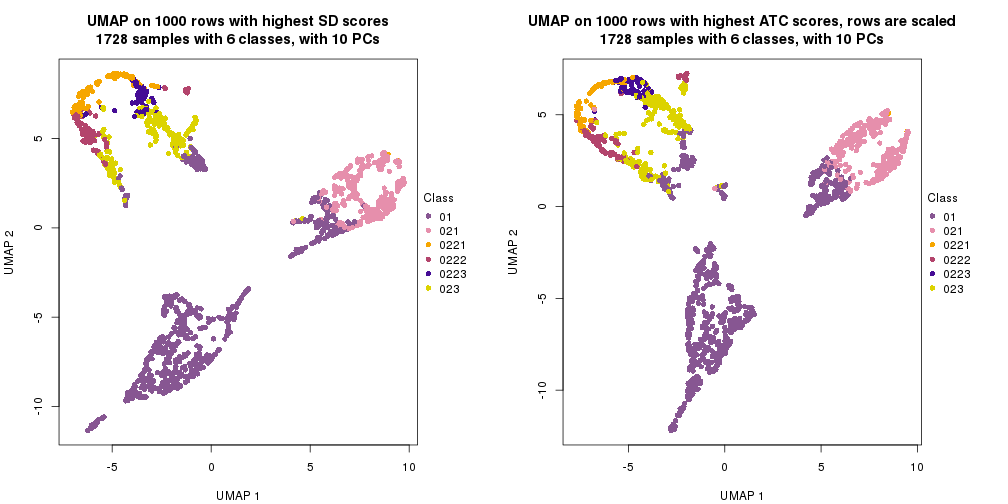 UMAP on 1000 rows with highest SD scores
1728 samples with 6 classes, with 10 PCs
5
0
-5
-10
UMAP 2
-5
0
5
10
UMAP 1
Class
01
021
0221
0222
0223
023
UMAP on 1000 rows with highest ATC scores, rows are scaled
1728 samples with 6 classes, with 10 PCs
5
0
-5
-10
UMAP 2
-5
0
5
10
UMAP 1
Class
01
021
0221
0222
0223
023